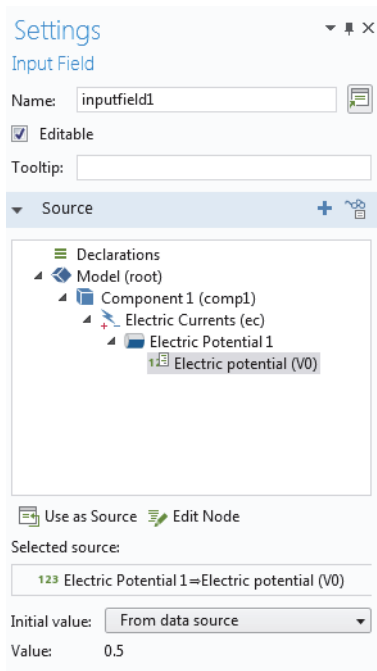 Settings
Input Field
Name: inputfield1
Editable
Tooltip:
Source
Declarations
Model (root)
Component 1 (comp1)
Electric Currents (ec)
Electric Potential 1
Electric potential (V0)
Use as Source Edit Node
Selected source:
123 Electric Potential 1⇒Electric potential (V0)
Initial value: From data source
Value: 0.5